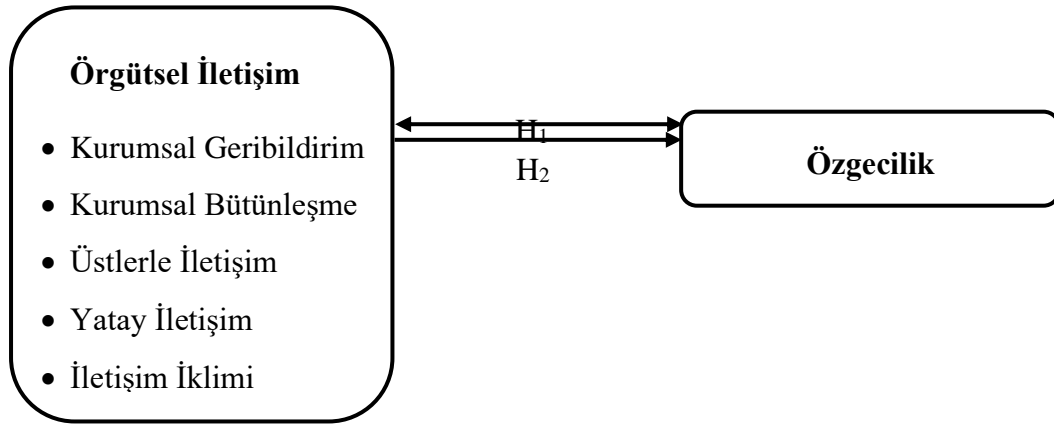 Örgütsel İletişim
• Kurumsal Geribildirim
• Kurumsal Bütünleşme
• Üstlerle İletişim
• Yatay İletişim
• İletişim İklimi
H₁
H₂
Özgecilik